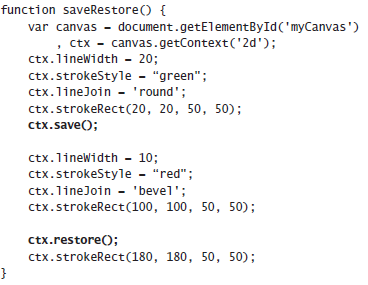 function saveRestore() {
    var canvas = document.getElementById('myCanvas')
        , ctx = canvas.getContext('2d');
    ctx.lineWidth = 20;
    ctx.strokeStyle = "green";
    ctx.lineJoin = 'round';
    ctx.strokeRect(20, 20, 50, 50);
    ctx.save();

    ctx.lineWidth = 10;
    ctx.strokeStyle = "red";
    ctx.lineJoin = 'bevel';
    ctx.strokeRect(100, 100, 50, 50);

    ctx.restore();
    ctx.strokeRect(180, 180, 50, 50);
}